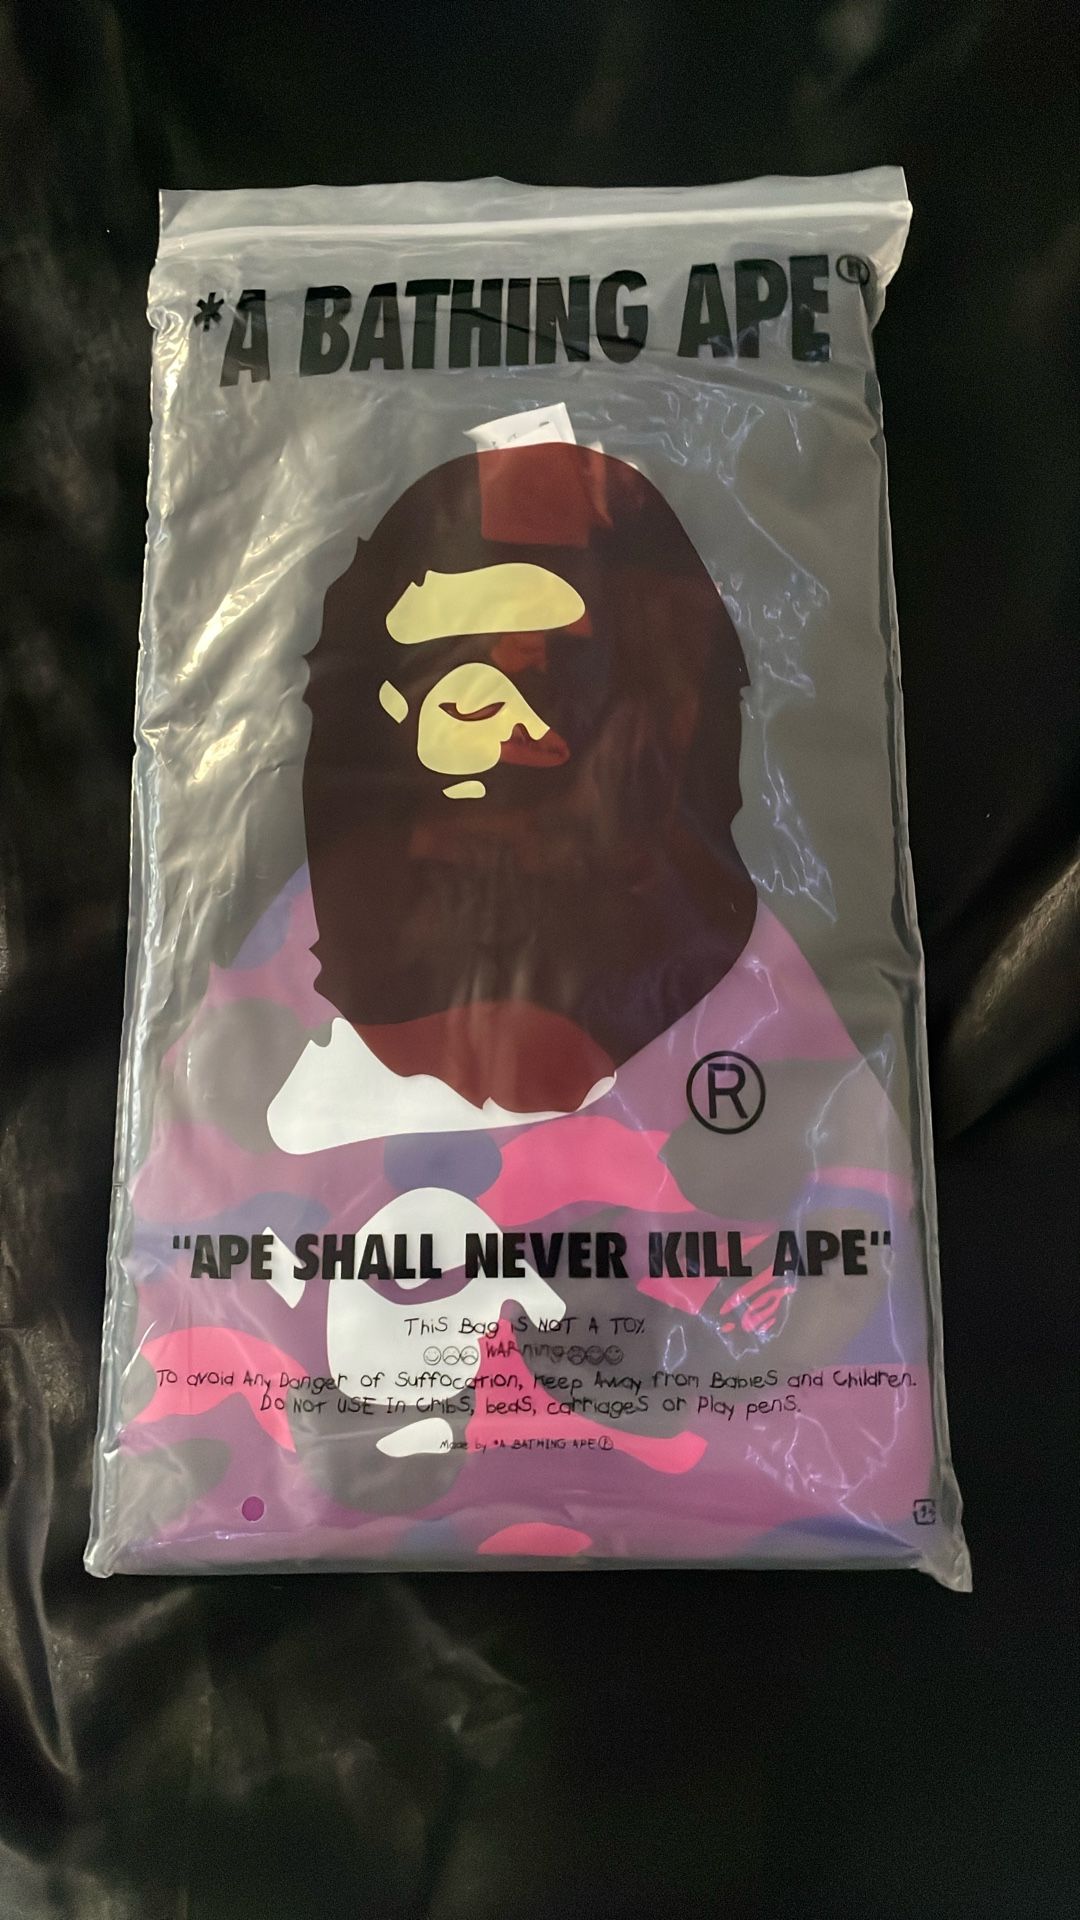 *A BATHING APE®
®
"APE SHALL NEVER KILL APE"
THiS Bag iS NOT A TOY.
WARning
To avoid Any Danger of Suffocation, Keep Away from Babies and Children.
Do Not USE In Cribs, beds, carriages or Play pens.
Made by *A BATHING APE®